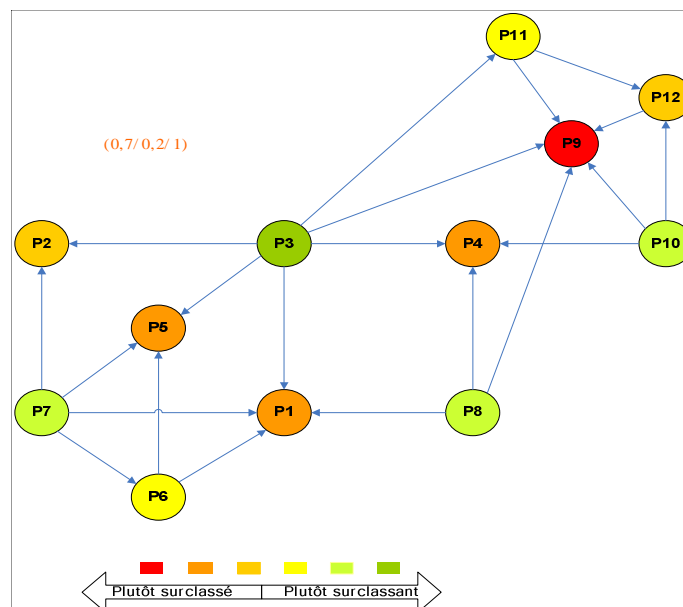 P11
P12
(0,7/0,2/1)
P9
P2
P3
P4
P10
P5
P7
P1
P8
P6
Plutôt surclassé
Plutôt surclassant